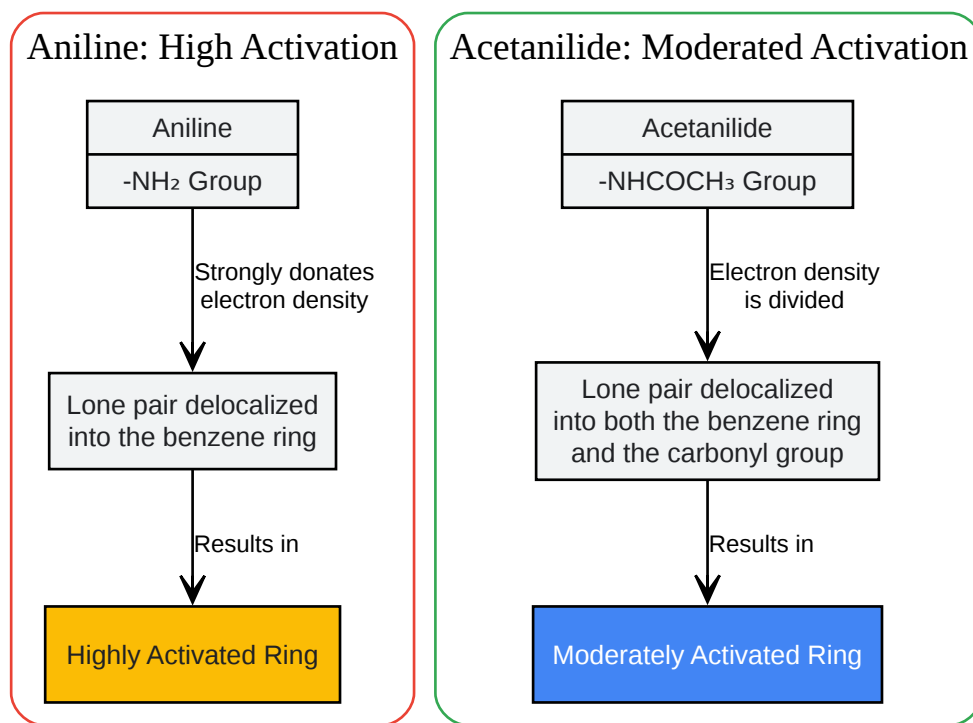 Aniline: High Activation
Aniline
-NH₂ Group
Strongly donates
electron density
Lone pair delocalized
into the benzene ring
Results in
Highly Activated Ring
Acetanilide: Moderated Activation
Acetanilide
-NHCOCH₃ Group
Electron density
is divided
Lone pair delocalized
into both the benzene ring
and the carbonyl group
Results in
Moderately Activated Ring